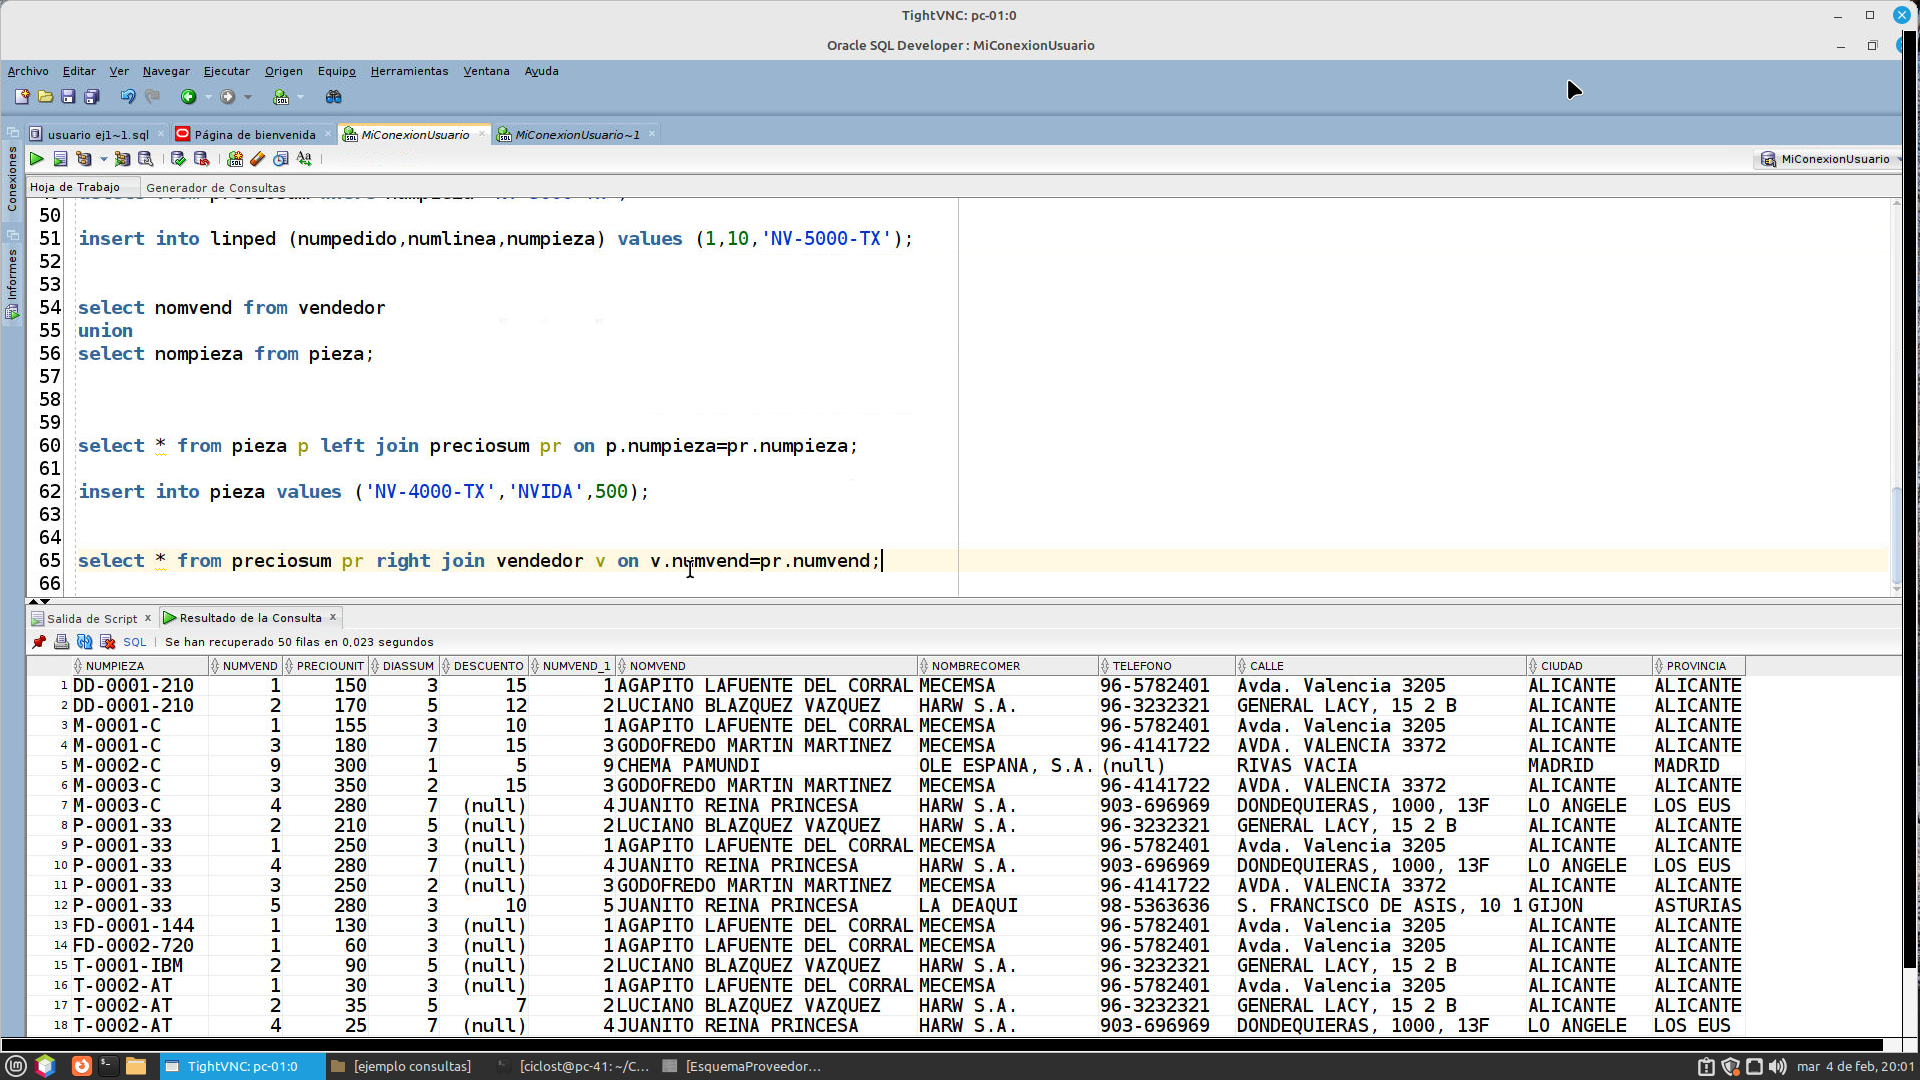 TightVNC: pc-01:0
Oracle SQL Developer : MiConexionUsuario
Archivo Editar Ver Navegar Ejecutar Origen Equipo Herramientas Ventana Ayuda
usuario ej1~1.sql Página de bienvenida MiConexionUsuario MiConexionUsuario~1
MiConexionUsuario
Conexiones
Informes
Hoja de Trabajo Generador de Consultas
50
51 insert into linped (numpedido,numlinea,numpieza) values (1,10,'NV-5000-TX');
52
53
54 select nomvend from vendedor
55 union
56 select nompieza from pieza;
57
58
59
60 select * from pieza p left join preciosum pr on p.numpieza=pr.numpieza;
61
62 insert into pieza values ('NV-4000-TX','NVIDA',500);
63
64
65 select * from preciosum pr right join vendedor v on v.numvend=pr.numvend;
66
Salida de Script x Resultado de la Consulta x
SQL | Se han recuperado 50 filas en 0,023 segundos
NUMPIEZA NUMVEND PRECIOUNIT DIASSUM DESCUENTO NUMVEND_1 NOMVEND NOMBRECOMER TELEFONO CALLE CIUDAD PROVINCIA
1 DD-0001-210 1 150 3 15 1 AGAPITO LAFUENTE DEL CORRAL MECEMSA 96-5782401 Avda. Valencia 3205 ALICANTE ALICANTE
2 DD-0001-210 2 170 5 12 2 LUCIANO BLAZQUEZ VAZQUEZ HARW S.A. 96-3232321 GENERAL LACY, 15 2 B ALICANTE ALICANTE
3 M-0001-C 1 155 3 10 1 AGAPITO LAFUENTE DEL CORRAL MECEMSA 96-5782401 Avda. Valencia 3205 ALICANTE ALICANTE
4 M-0001-C 3 180 7 15 3 GODOFREDO MARTIN MARTINEZ MECEMSA 96-4141722 AVDA. VALENCIA 3372 ALICANTE ALICANTE
5 M-0002-C 9 300 1 5 9 CHEMA PAMUNDI OLE ESPANA, S.A. (null) RIVAS VACIA MADRID MADRID
6 M-0003-C 3 350 2 15 3 GODOFREDO MARTIN MARTINEZ MECEMSA 96-4141722 AVDA. VALENCIA 3372 ALICANTE ALICANTE
7 M-0003-C 4 280 7 (null) 4 JUANITO REINA PRINCESA HARW S.A. 903-696969 DONDEQUIERAS, 1000, 13F LO ANGELE LOS EUS
8 P-0001-33 2 210 5 (null) 2 LUCIANO BLAZQUEZ VAZQUEZ HARW S.A. 96-3232321 GENERAL LACY, 15 2 B ALICANTE ALICANTE
9 P-0001-33 1 250 3 (null) 1 AGAPITO LAFUENTE DEL CORRAL MECEMSA 96-5782401 Avda. Valencia 3205 ALICANTE ALICANTE
10 P-0001-33 4 280 7 (null) 4 JUANITO REINA PRINCESA HARW S.A. 903-696969 DONDEQUIERAS, 1000, 13F LO ANGELE LOS EUS
11 P-0001-33 3 250 2 (null) 3 GODOFREDO MARTIN MARTINEZ MECEMSA 96-4141722 AVDA. VALENCIA 3372 ALICANTE ALICANTE
12 P-0001-33 5 280 3 10 5 JUANITO REINA PRINCESA LA DEAQUI 98-5363636 S. FRANCISCO DE ASIS, 10 1 GIJON ASTURIAS
13 FD-0001-144 1 130 3 (null) 1 AGAPITO LAFUENTE DEL CORRAL MECEMSA 96-5782401 Avda. Valencia 3205 ALICANTE ALICANTE
14 FD-0002-720 1 60 3 (null) 1 AGAPITO LAFUENTE DEL CORRAL MECEMSA 96-5782401 Avda. Valencia 3205 ALICANTE ALICANTE
15 T-0001-IBM 2 90 5 (null) 2 LUCIANO BLAZQUEZ VAZQUEZ HARW S.A. 96-3232321 GENERAL LACY, 15 2 B ALICANTE ALICANTE
16 T-0002-AT 1 30 3 (null) 1 AGAPITO LAFUENTE DEL CORRAL MECEMSA 96-5782401 Avda. Valencia 3205 ALICANTE ALICANTE
17 T-0002-AT 2 35 5 7 2 LUCIANO BLAZQUEZ VAZQUEZ HARW S.A. 96-3232321 GENERAL LACY, 15 2 B ALICANTE ALICANTE
18 T-0002-AT 4 25 7 (null) 4 JUANITO REINA PRINCESA HARW S.A. 903-696969 DONDEQUIERAS, 1000, 13F LO ANGELE LOS EUS
TightVNC: pc-01:0 [ejemplo consultas] [ciclost@pc-41: ~/C... [EsquemaProveedor... mar 4 de feb, 20:01